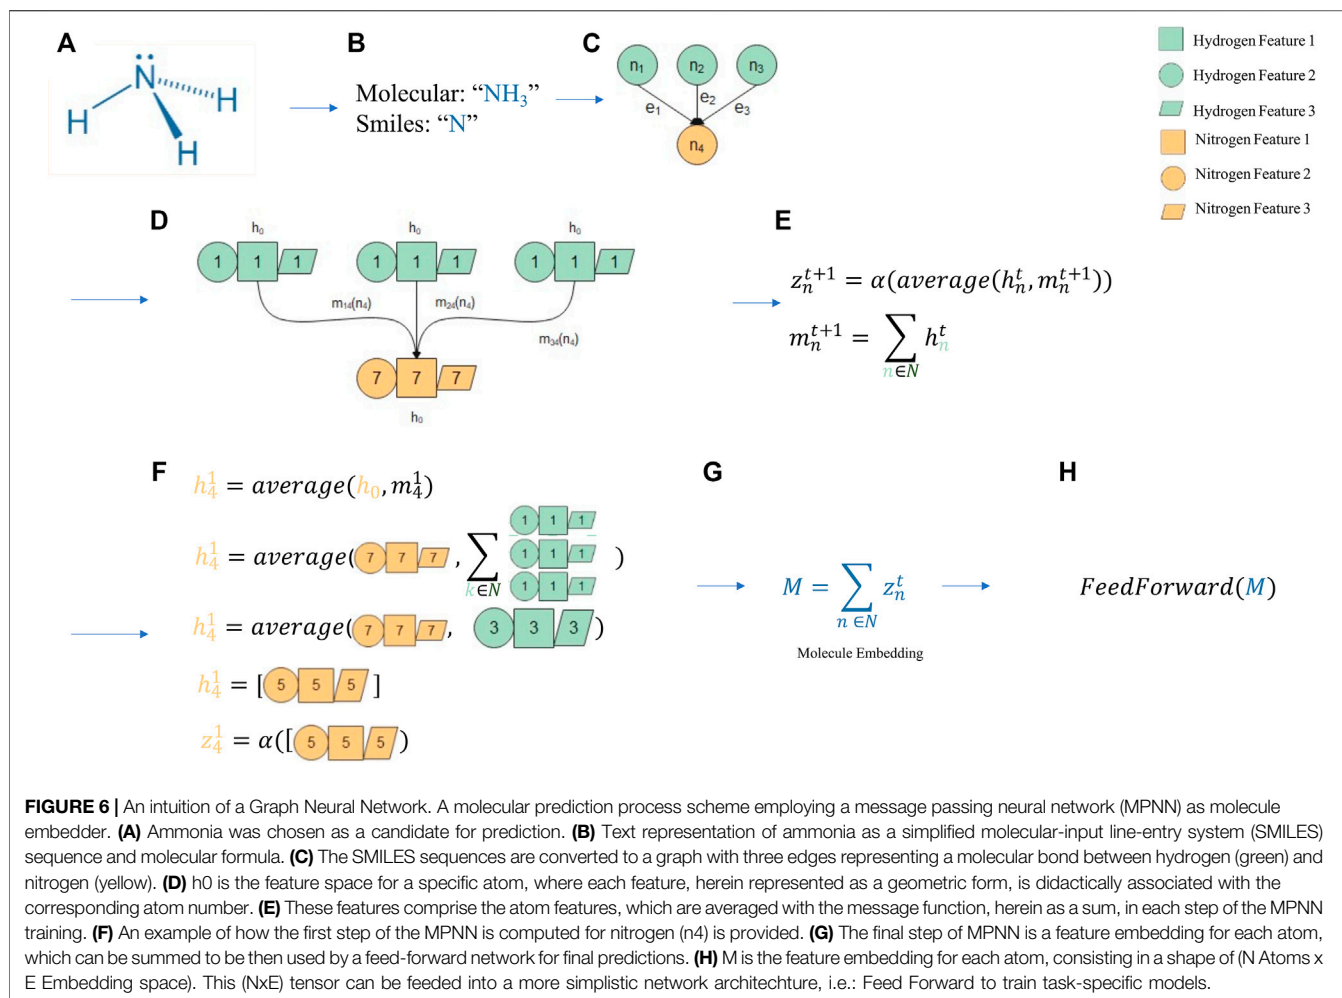 A
N
H
H
H
B
Molecular: “NH₃”
Smiles: “N”
C
n₁ n₂ n₃
e₁ e₂ e₃
n₄
Hydrogen Feature 1
Hydrogen Feature 2
Hydrogen Feature 3
Nitrogen Feature 1
Nitrogen Feature 2
Nitrogen Feature 3
D
h₀ h₀ h₀
1 1 1 1 1 1 1 1 1
m₁₄(n₄) m₂₄(n₄)
m₃₄(n₄)
7 7 7
h₀
E
z_n^{t+1} = α(average(h_n^t, m_n^{t+1}))
m_n^{t+1} = ∑_{n∈N} h_n^t
F
h_4^1 = average(h₀, m_4^1)
h_4^1 = average(7 7 7, ∑_{k∈N} 1 1 1 1 1 1 1 1 1 )
h_4^1 = average(7 7 7, 3 3 3)
h_4^1 = [5 5 5]
z_4^1 = α([5 5 5)
G
M = ∑_{n∈N} z_n^t
Molecule Embedding
H
FeedForward(M)
FIGURE 6 | An intuition of a Graph Neural Network. A molecular prediction process scheme employing a message passing neural network (MPNN) as molecule
embedder. (A) Ammonia was chosen as a candidate for prediction. (B) Text representation of ammonia as a simplified molecular-input line-entry system (SMILES)
sequence and molecular formula. (C) The SMILES sequences are converted to a graph with three edges representing a molecular bond between hydrogen (green) and
nitrogen (yellow). (D) h0 is the feature space for a specific atom, where each feature, herein represented as a geometric form, is didactically associated with the
corresponding atom number. (E) These features comprise the atom features, which are averaged with the message function, herein as a sum, in each step of the MPNN
training. (F) An example of how the first step of the MPNN is computed for nitrogen (n4) is provided. (G) The final step of MPNN is a feature embedding for each atom,
which can be summed to be then used by a feed-forward network for final predictions. (H) M is the feature embedding for each atom, consisting in a shape of (N Atoms x
E Embedding space). This (NxE) tensor can be feeded into a more simplistic network architechture, i.e.: Feed Forward to train task-specific models.